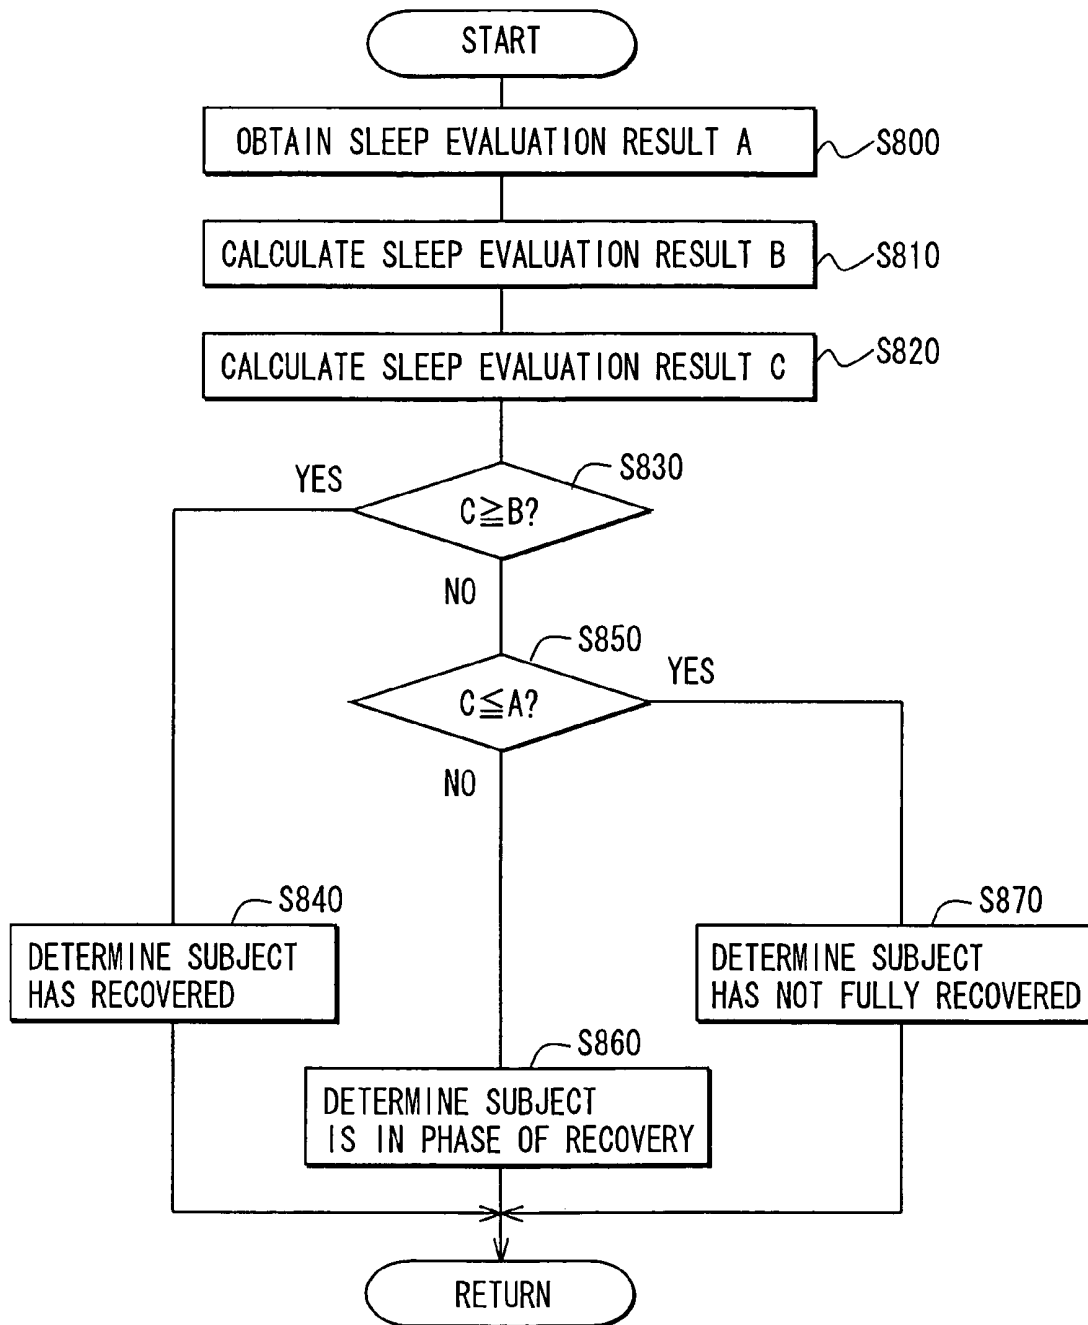 START
OBTAIN SLEEP EVALUATION RESULT A
S800
CALCULATE SLEEP EVALUATION RESULT B
S810
CALCULATE SLEEP EVALUATION RESULT C
S820
S830
YES
C≧B?
NO
S850
YES
C≦A?
NO
S840
DETERMINE SUBJECT
HAS RECOVERED
S870
DETERMINE SUBJECT
HAS NOT FULLY RECOVERED
S860
DETERMINE SUBJECT
IS IN PHASE OF RECOVERY
RETURN